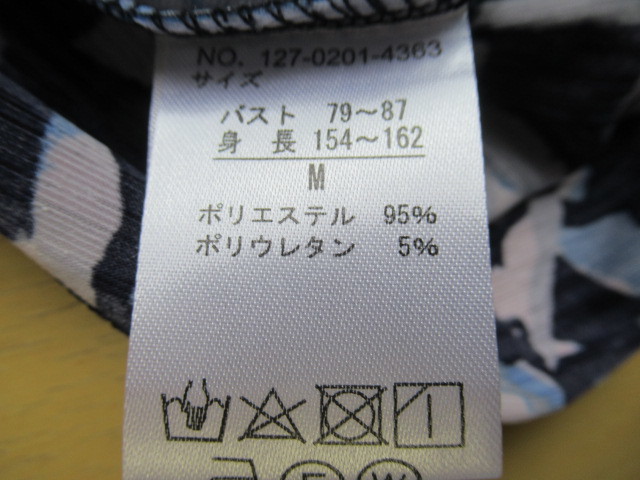 NO. 127-0201-4363
サイズ
バスト 79～87
身 長 154～162
M
ポリエステル 95%
ポリウレタン 5%